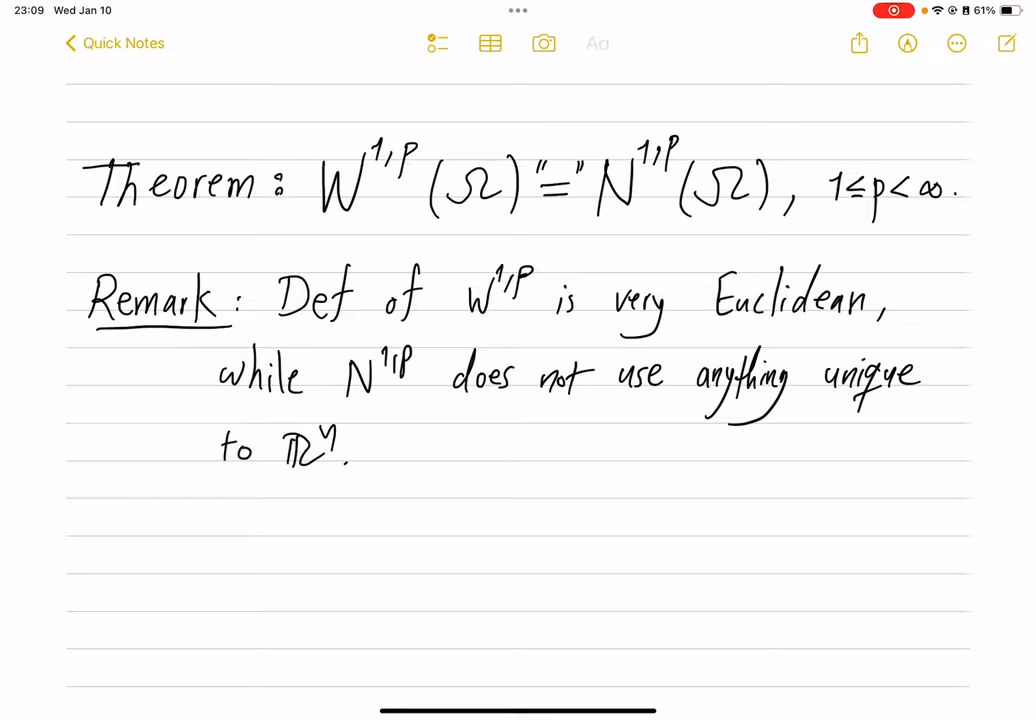 23:09 Wed Jan 10
61%
Quick Notes
Aa
Theorem: W^{1,p}(Ω) "=" N^{1,p}(Ω), 1≤p<∞.
Remark: Def of W^{1,p} is very Euclidean,
while N^{1,p} does not use anything unique
to ℝ^n.